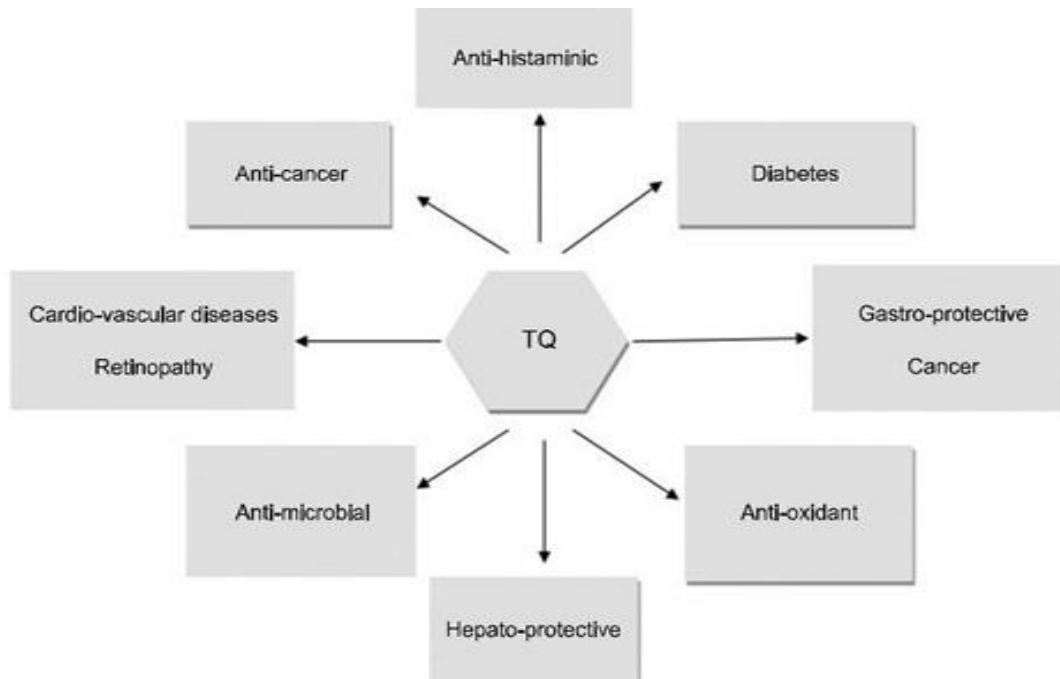 Anti-histaminic
Anti-cancer
Diabetes
Cardio-vascular diseases
Retinopathy
TQ
Gastro-protective
Cancer
Anti-microbial
Anti-oxidant
Hepato-protective